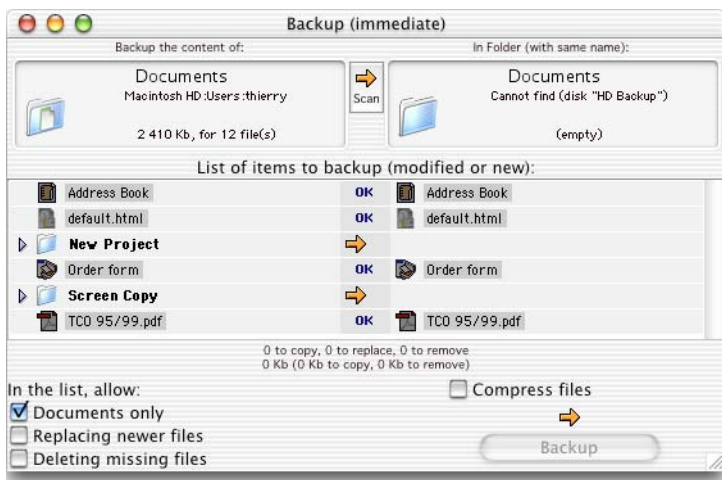 Backup (immediate)
Backup the content of:
In Folder (with same name):
Documents
Macintosh HD:Users:thierry
2 410 Kb, for 12 file(s)
Scan
Documents
Cannot find (disk "HD Backup")
(empty)
List of items to backup (modified or new):
Address Book OK Address Book
default.html OK default.html
New Project
Order form OK Order form
Screen Copy
TCO 95/99.pdf OK TCO 95/99.pdf
0 to copy, 0 to replace, 0 to remove
0 Kb (0 Kb to copy, 0 Kb to remove)
In the list, allow:
Documents only
Replacing newer files
Deleting missing files
Compress files
Backup